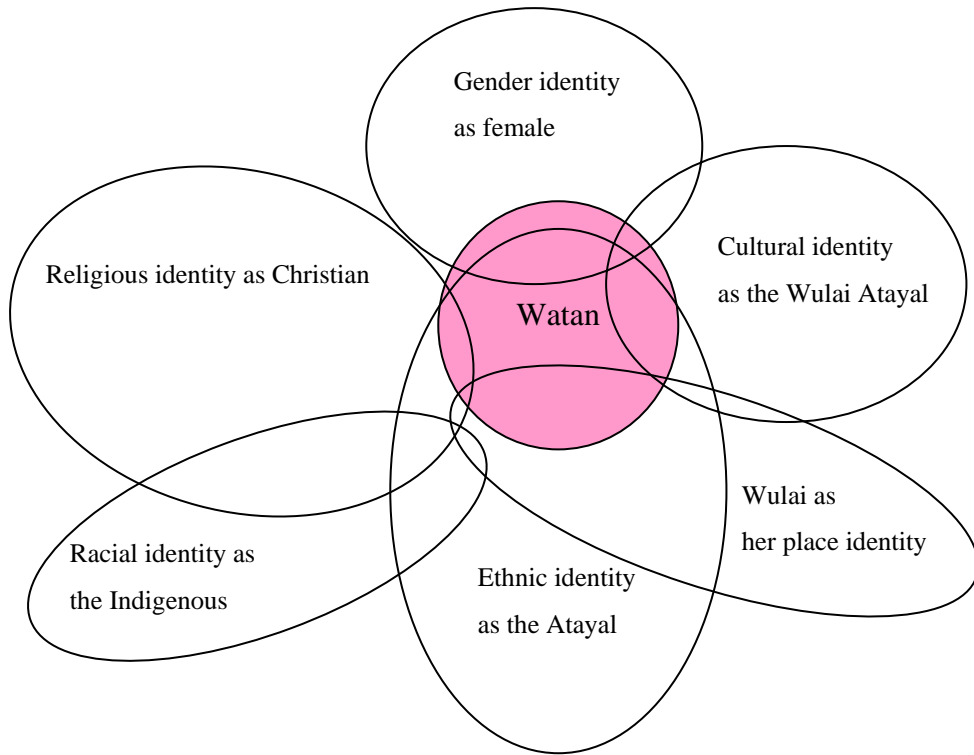 Gender identity
as female
Cultural identity
as the Wulai Atayal
Religious identity as Christian
Watan
Wulai as
her place identity
Racial identity as
the Indigenous
Ethnic identity
as the Atayal